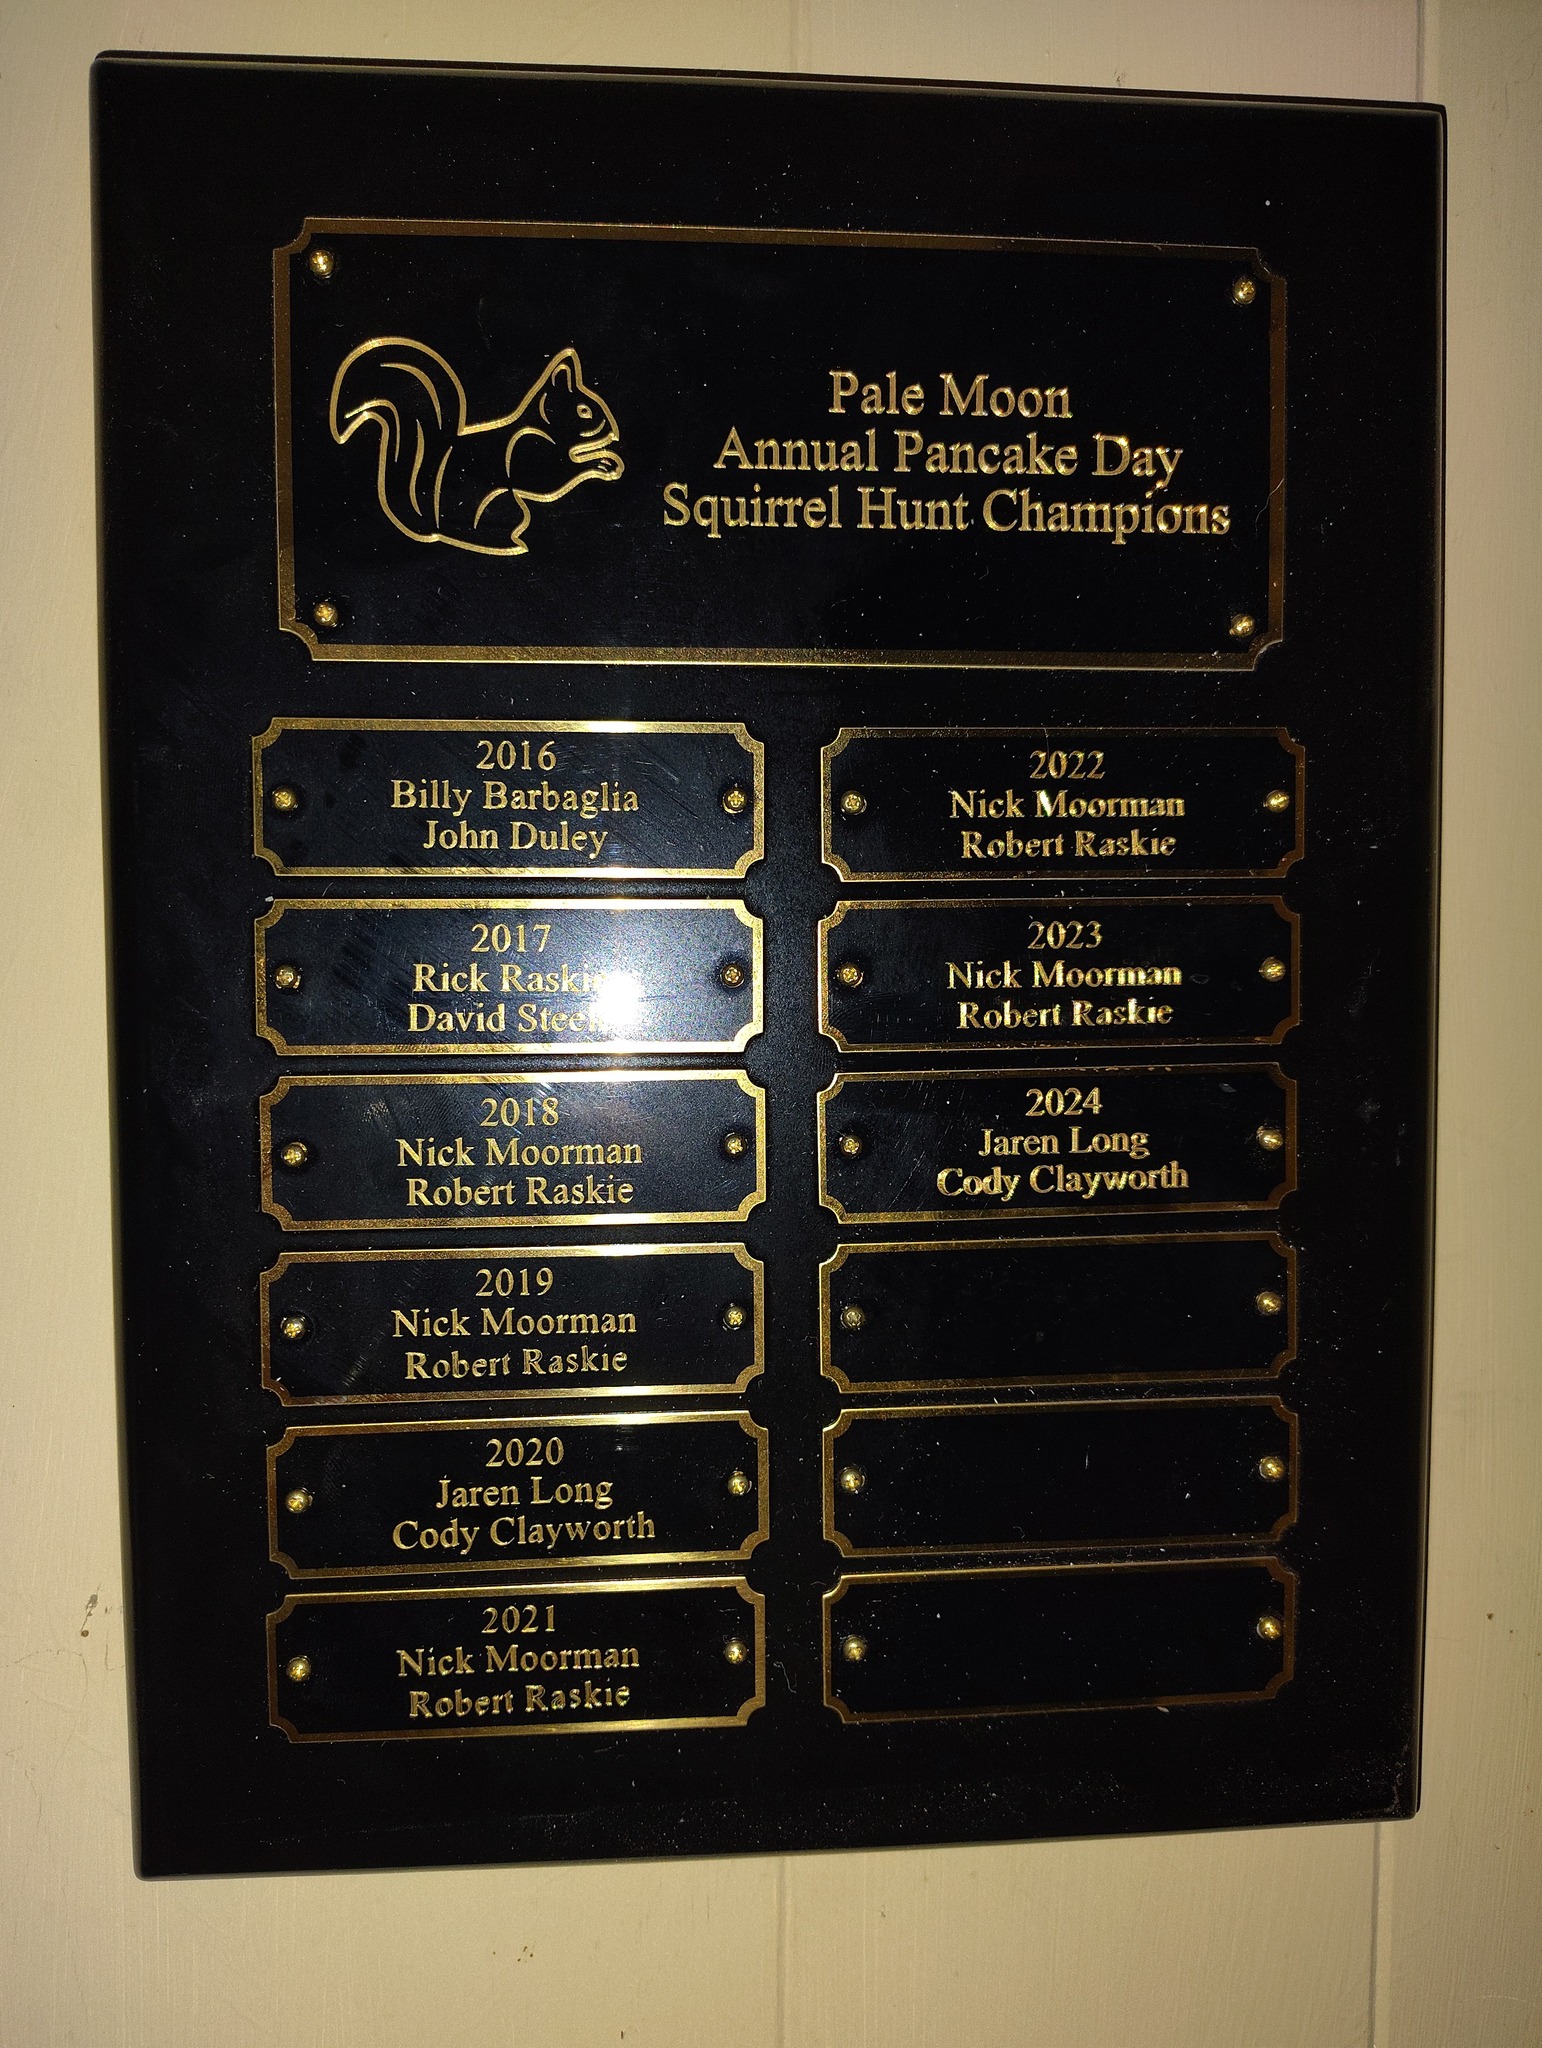 Pale Moon
Annual Pancake Day
Squirrel Hunt Champions
2016
Billy Barbaglia
John Duley
2017
Rick
David
2018
Nick Moorman
Robert Raskie
2019
Nick Moorman
Robert Raskie
2020
Jaren Long
Cody Clayworth
2021
Nick Moorman
Robert Raskie
2022
Nick Moorman
Robert Raskie
2023
Nick Moorman
Robert Raskie
2024
Jaren Long
Cody Clayworth